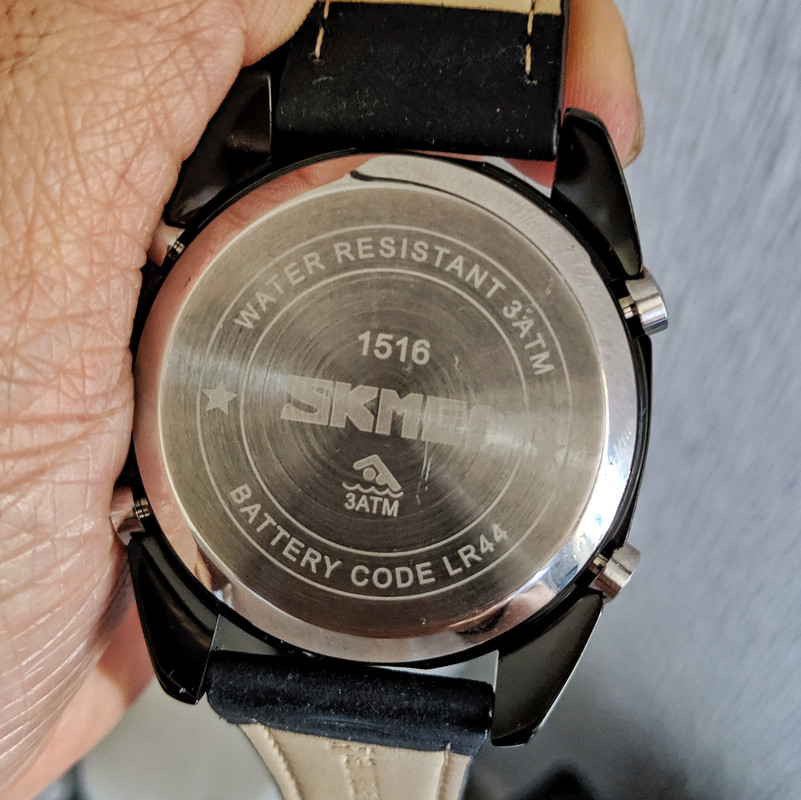 WATER RESISTANT 3ATM
1516
SKMEI
3ATM
BATTERY CODE LR44